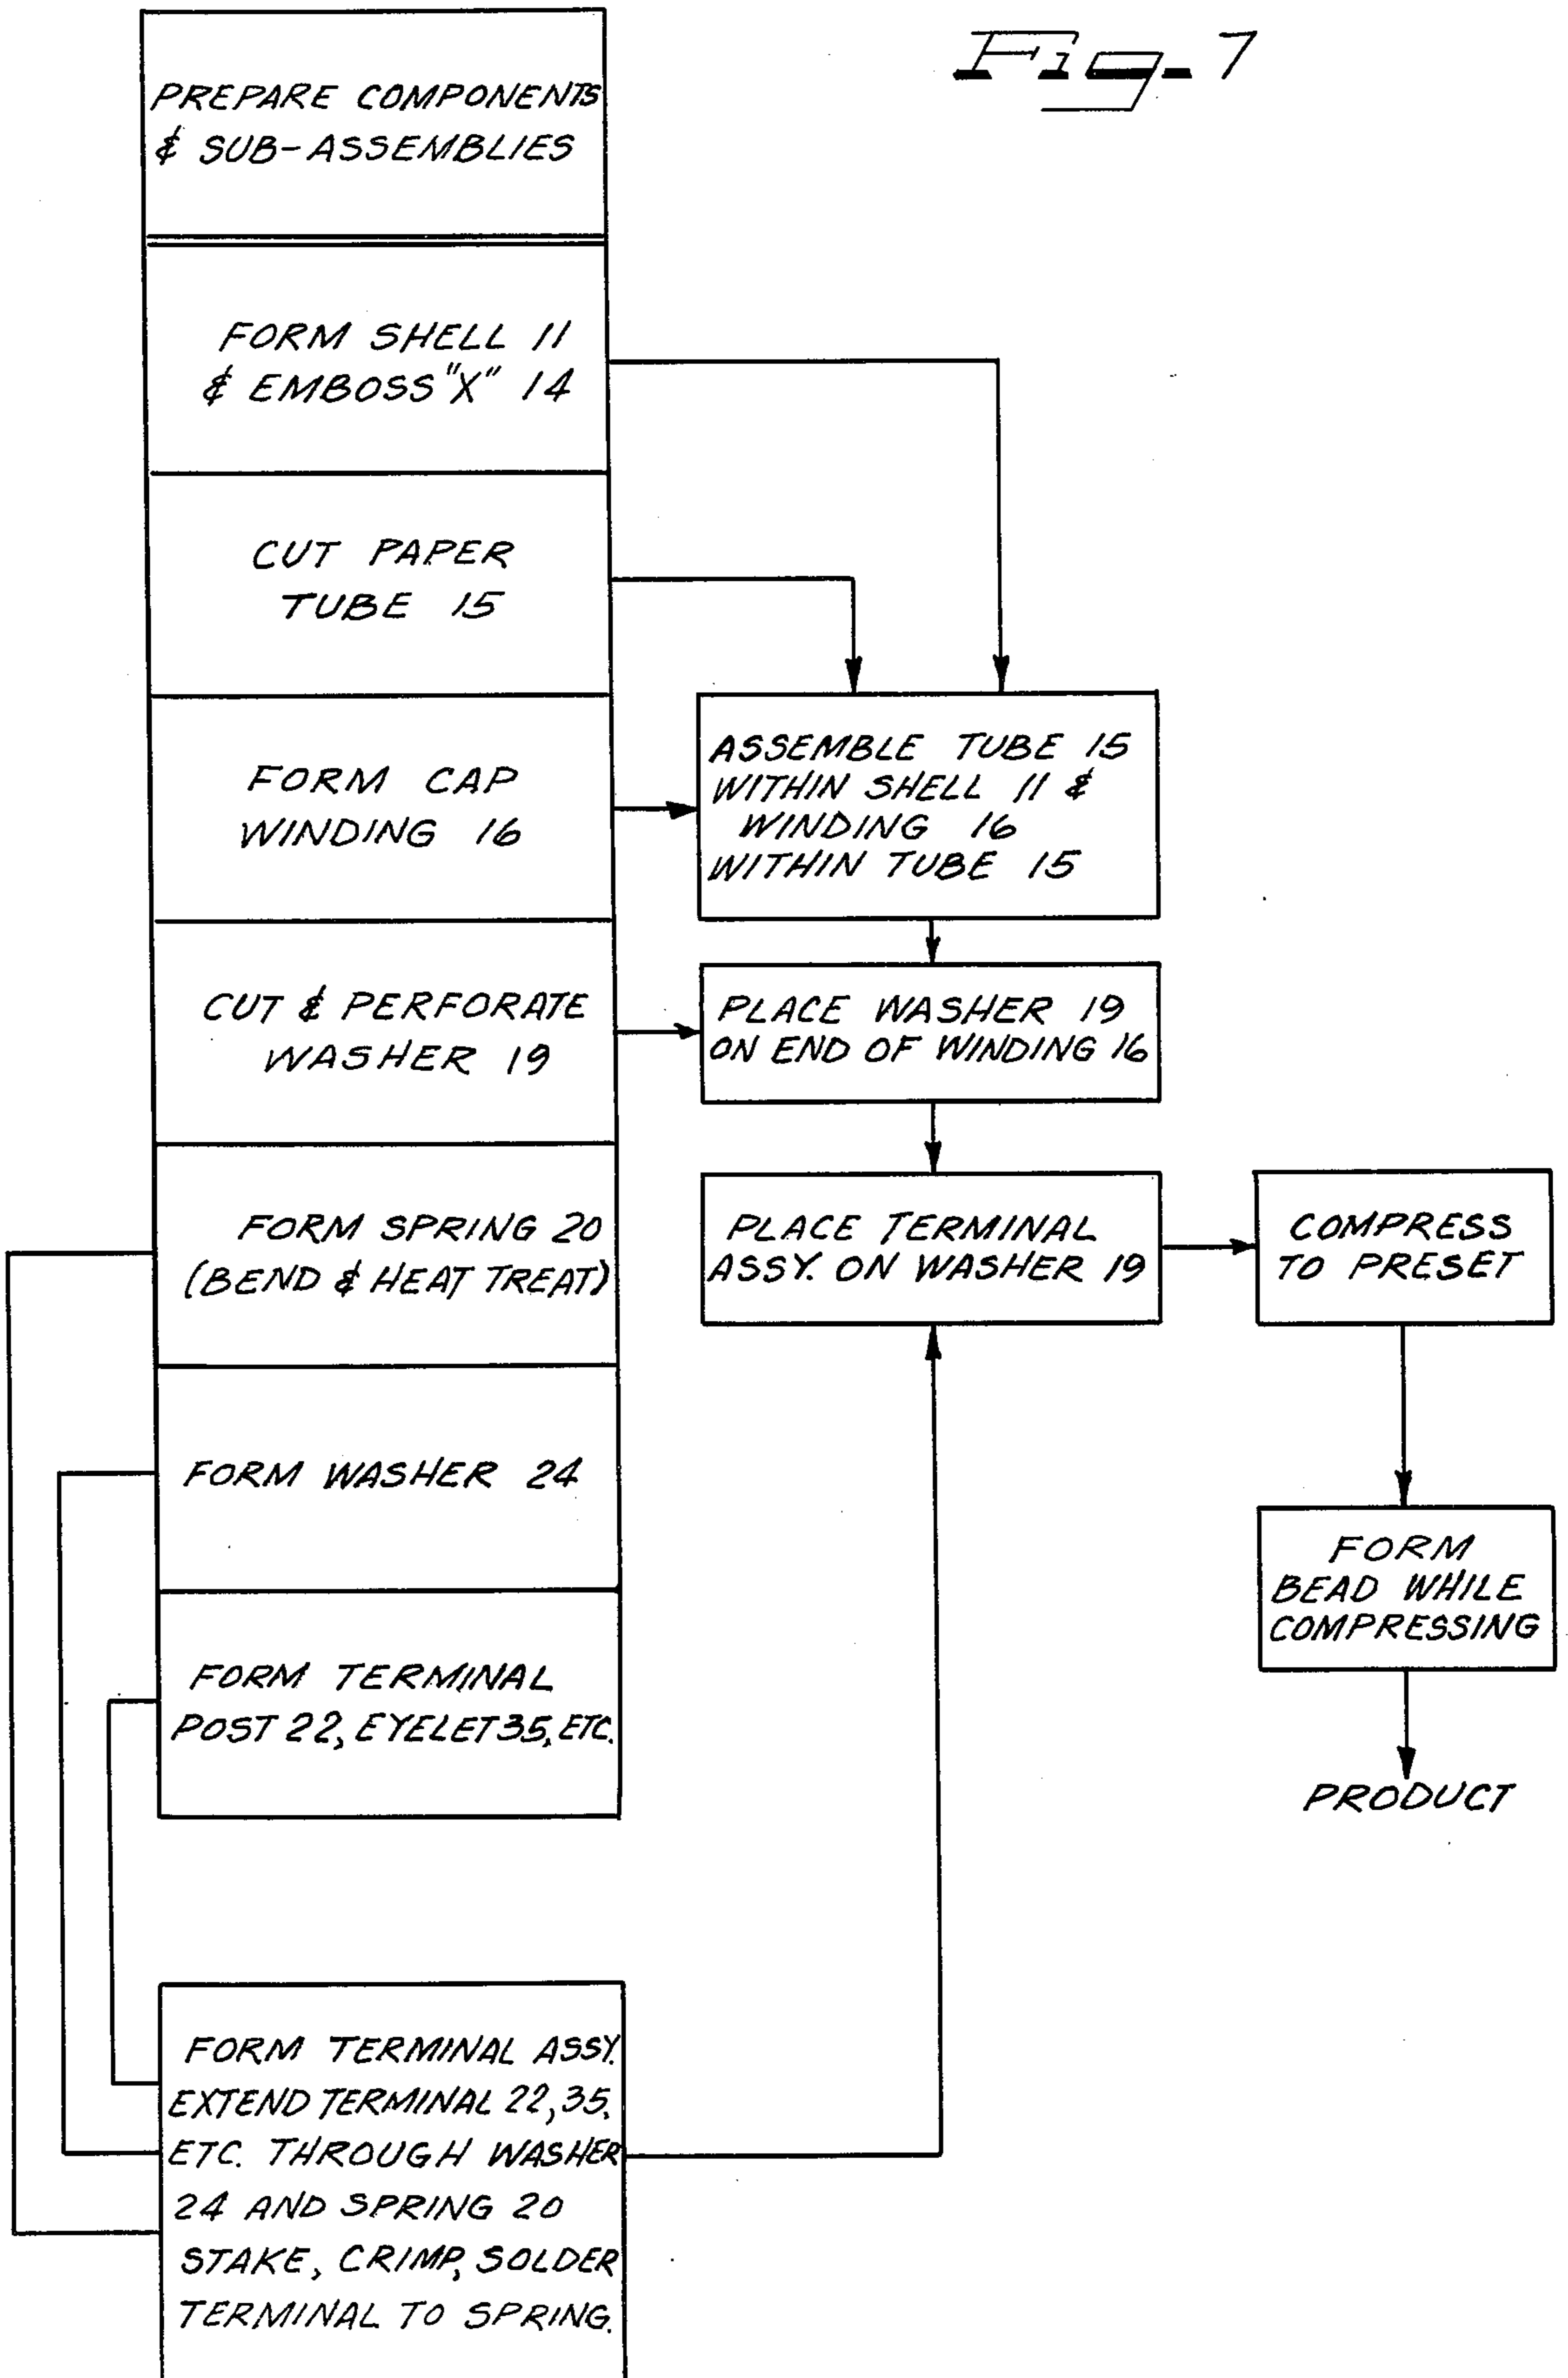 Fig. 7
PREPARE COMPONENTS
& SUB-ASSEMBLIES
FORM SHELL 11
& EMBOSS "X" 14
CUT PAPER
TUBE 15
FORM CAP
WINDING 16
CUT & PERFORATE
WASHER 19
FORM SPRING 20
(BEND & HEAT TREAT)
FORM WASHER 24
FORM TERMINAL
POST 22, EYELET 35, ETC.
FORM TERMINAL ASSY.
EXTEND TERMINAL 22, 35,
ETC. THROUGH WASHER
24 AND SPRING 20
STAKE, CRIMP, SOLDER
TERMINAL TO SPRING.
ASSEMBLE TUBE 15
WITHIN SHELL 11 &
WINDING 16
WITHIN TUBE 15
PLACE WASHER 19
ON END OF WINDING 16
PLACE TERMINAL
ASSY. ON WASHER 19
COMPRESS
TO PRESET
FORM
BEAD WHILE
COMPRESSING
PRODUCT